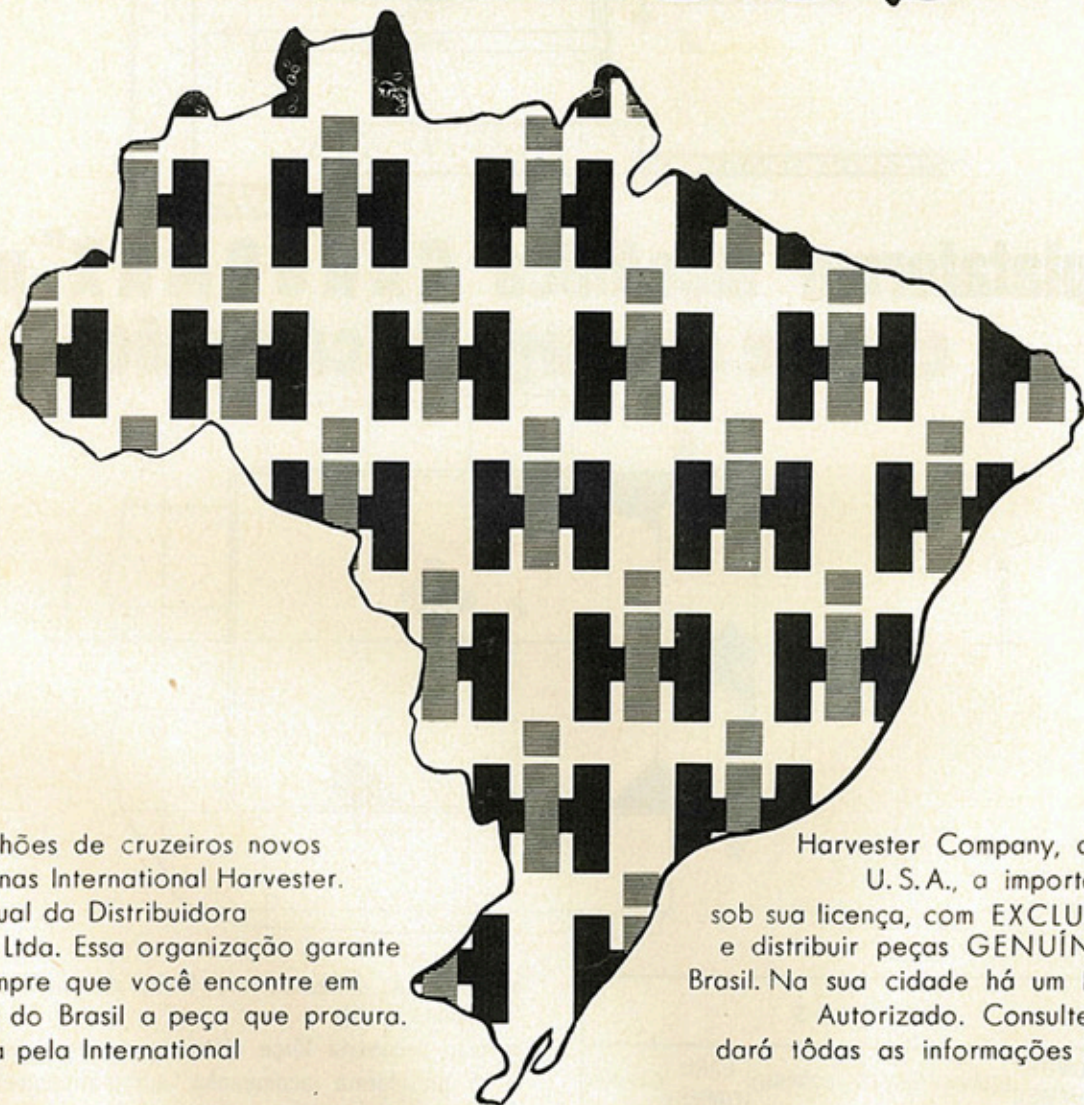 hões de cruzeiros novos
nas International Harvester.
ual da Distribuidora
Ltda. Essa organização garante
mpre que você encontre em
do Brasil a peça que procura.
pela International
Harvester Company,
U. S. A., a import
sob sua licença, com EXCLU
e distribuir peças GENUÍN
Brasil. Na sua cidade há um
Autorizado. Consulte
dará tôdas as informações